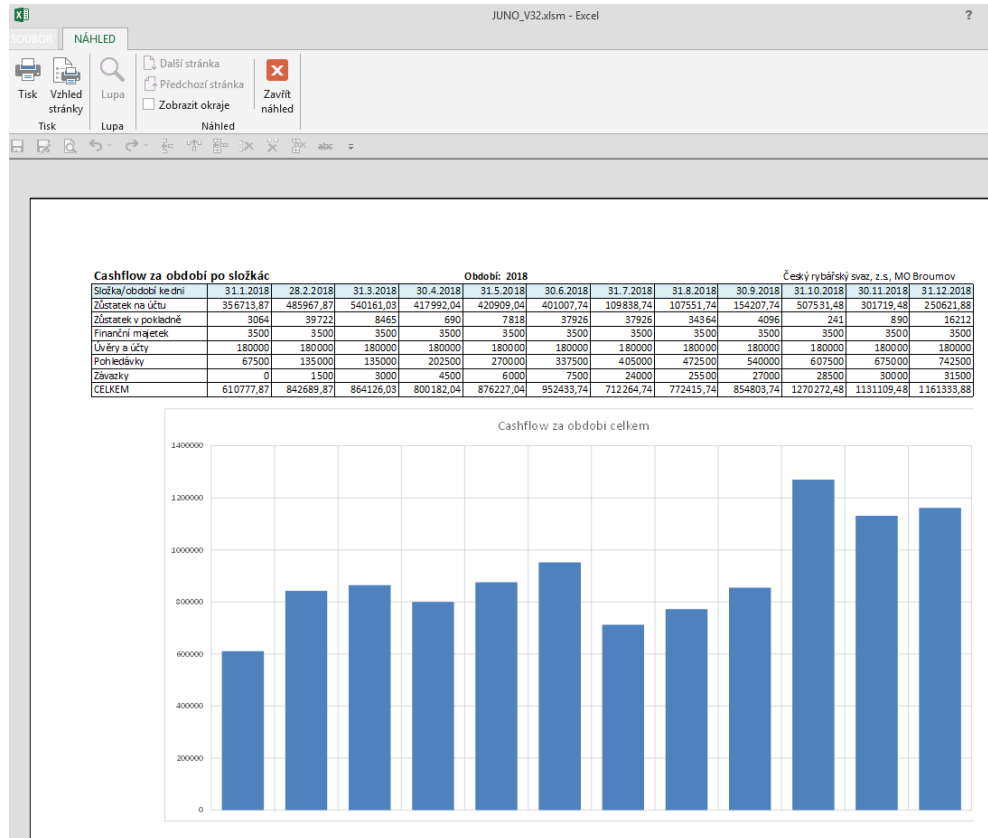 JUNO_V32.xlsm - Excel ?
SOUBOR NÁHLED
Tisk Vzhled stránky Lupa Další stránka Předchozí stránka Zobrazit okraje Zavřít náhled
Tisk Lupa Náhled
abc
Cashflow za období po složkác Období: 2018 Český rybářský svaz, z.s., MO Broumov
Složka/období ke dni 31.1.2018 28.2.2018 31.3.2018 30.4.2018 31.5.2018 30.6.2018 31.7.2018 31.8.2018 30.9.2018 31.10.2018 30.11.2018 31.12.2018
Zůstatek na účtu 356713,87 485967,87 540161,03 417992,04 420909,04 401007,74 109838,74 107551,74 154207,74 507531,48 301719,48 250621,88
Zůstatek v pokladně 3064 39722 8465 690 7818 37926 37926 34364 4096 241 890 16212
Finanční majetek 3500 3500 3500 3500 3500 3500 3500 3500 3500 3500 3500 3500
Úvěry a účty 180000 180000 180000 180000 180000 180000 180000 180000 180000 180000 180000 180000
Pohledávky 67500 135000 135000 202500 270000 337500 405000 472500 540000 607500 675000 742500
Závazky 0 1500 3000 4500 6000 7500 24000 25500 27000 28500 30000 31500
CELKEM 610777,87 842689,87 864126,03 800182,04 876227,04 952433,74 712264,74 772415,74 854803,74 1270272,48 1131109,48 1161333,88
Cashflow za období celkem
1400000
1200000
1000000
800000
600000
400000
200000
0